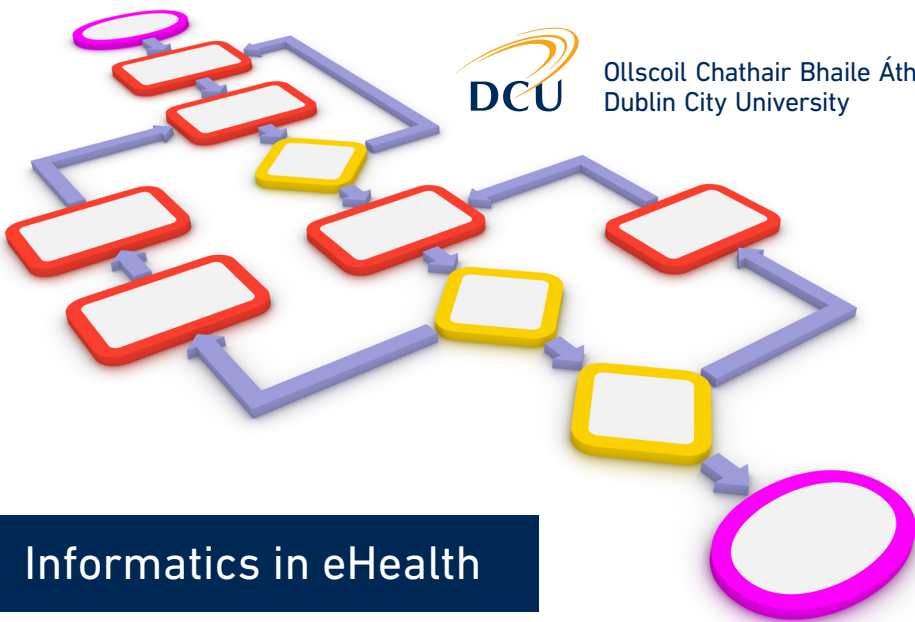 DCU
Ollscoil Chathair Bhaile Áth
Dublin City University
Informatics in eHealth